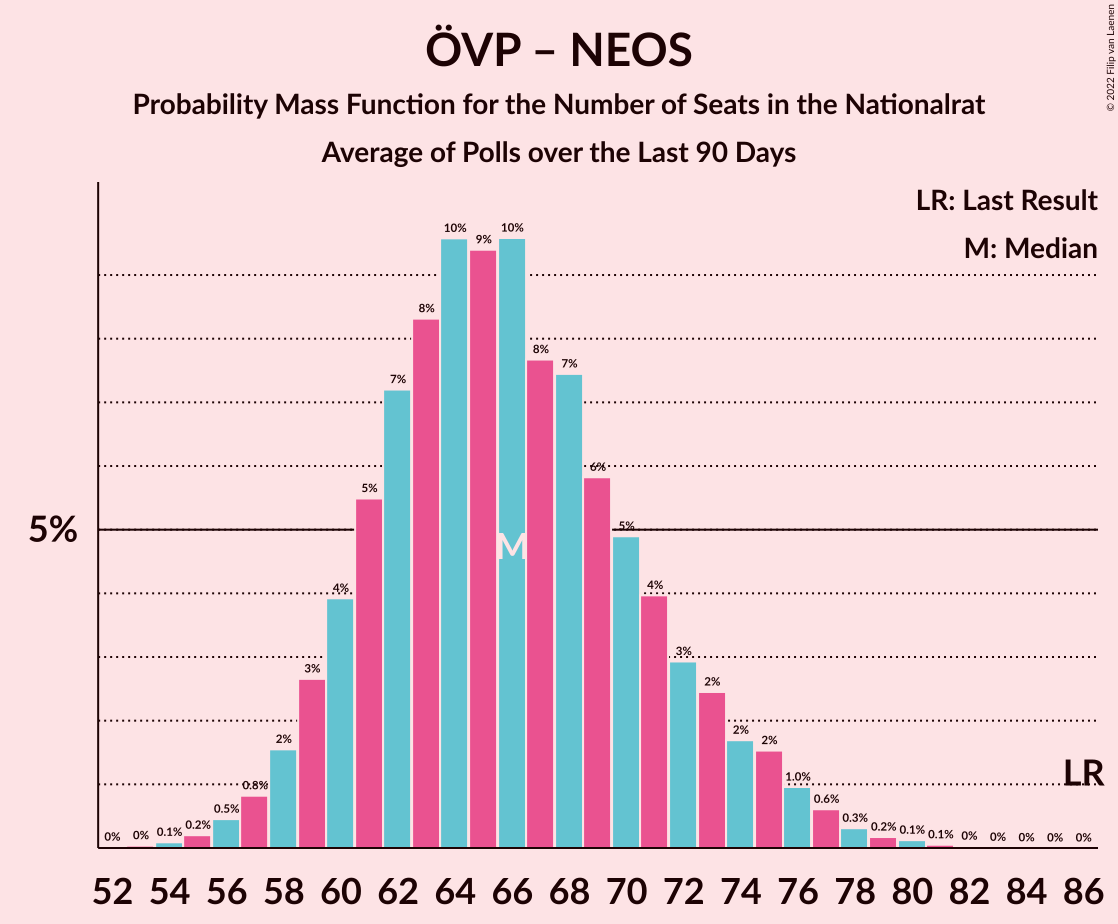 ÖVP – NEOS
Probability Mass Function for the Number of Seats in the Nationalrat
Average of Polls over the Last 90 Days
© 2022 Filip van Laenen
LR: Last Result
M: Median
5%
0% 0% 0.1% 0.2% 0.5% 0.8% 2% 3% 4% 5% 7% 8% 10% 9% 10% 8% 7% 6% 5% 4% 3% 2% 2% 2% 1.0% 0.6% 0.3% 0.2% 0.1% 0.1% 0% 0% 0% 0% 0%
M
LR
52 54 56 58 60 62 64 66 68 70 72 74 76 78 80 82 84 86